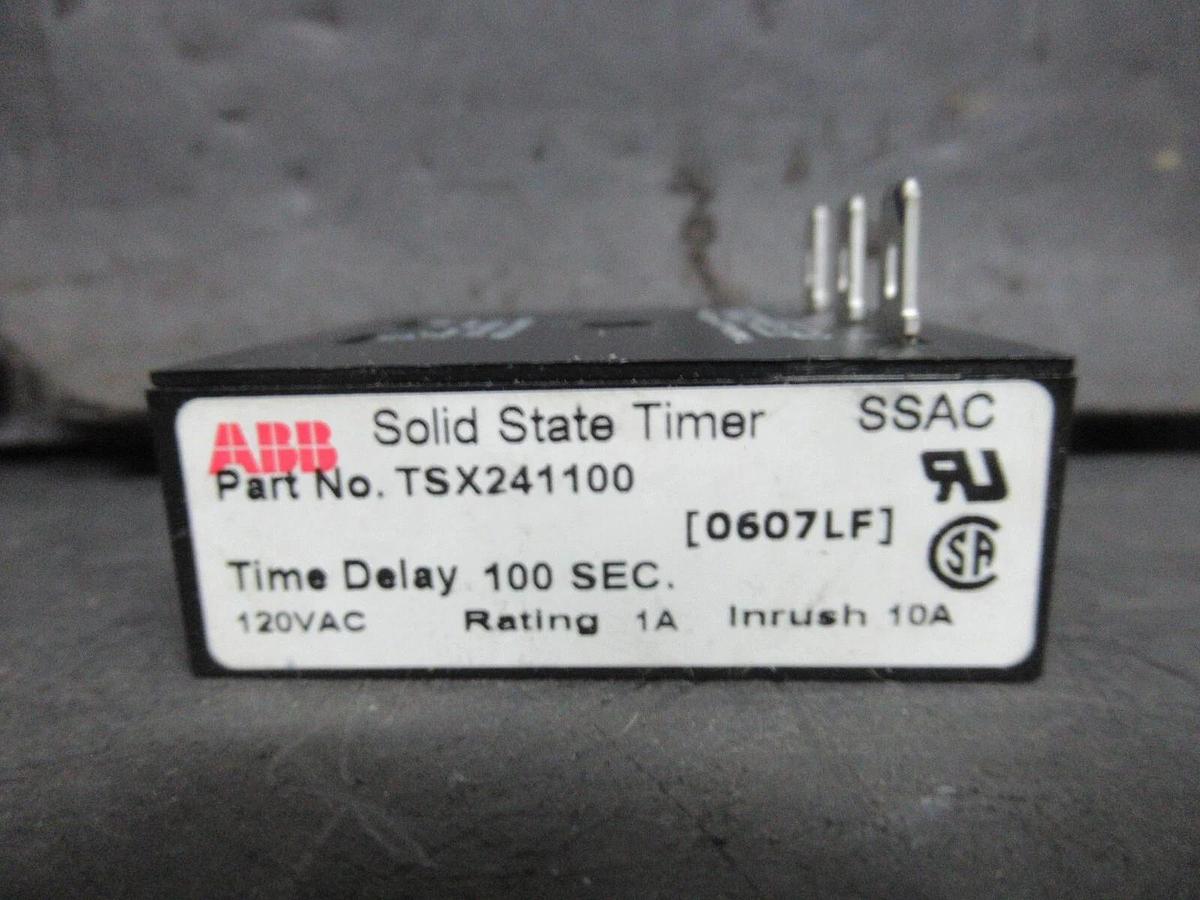 ABB Solid State Timer SSAC
Part No. TSX241100
[0607LF]
Time Delay 100 SEC.
120VAC Rating 1A Inrush 10A